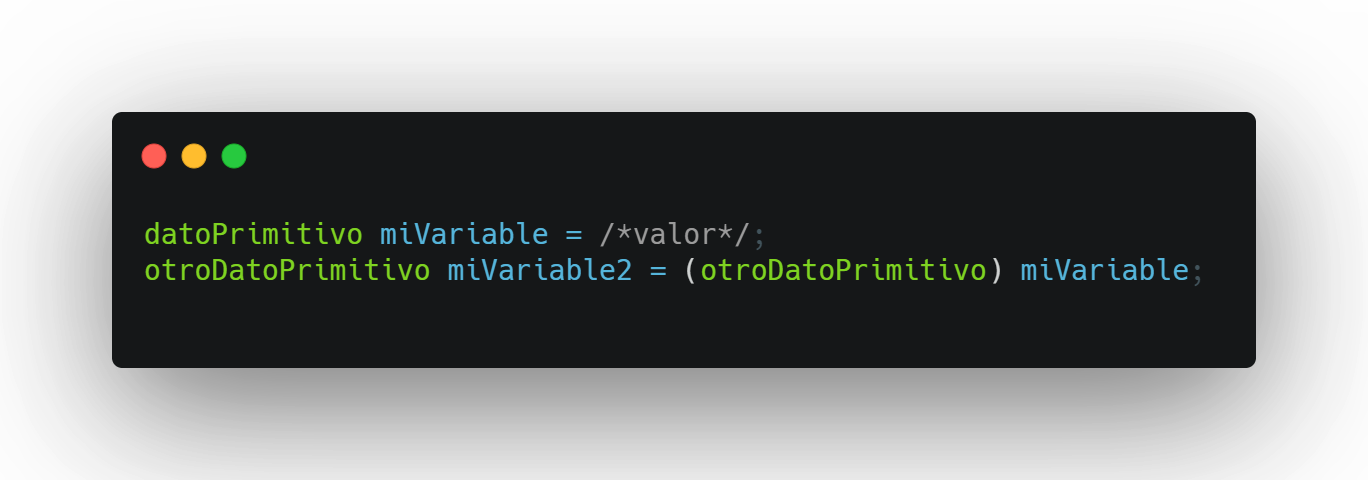 datoPrimitivo miVariable = /*valor*/;
otroDatoPrimitivo miVariable2 = (otroDatoPrimitivo) miVariable;